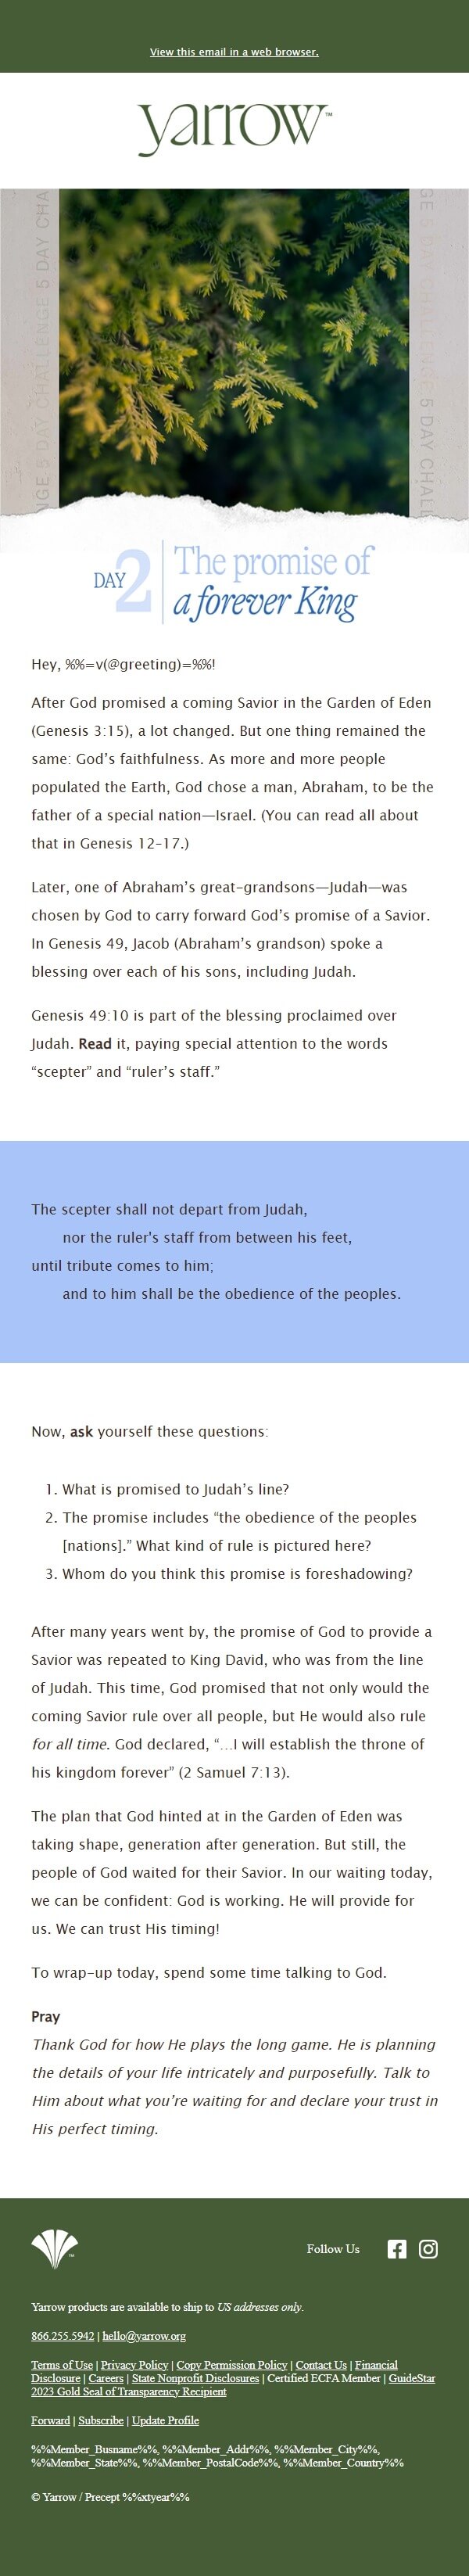 View this email in a web browser.
yarrow™
NGE 5 DAY CHALLENGE 5 DAY CHA
GE 5 DAY CHALLENGE 5 DAY CHALL
DAY 2
The promise of
a forever King
Hey, %%=v(@greeting)=%%!
After God promised a coming Savior in the Garden of Eden
(Genesis 3:15), a lot changed. But one thing remained the
same: God’s faithfulness. As more and more people
populated the Earth, God chose a man, Abraham, to be the
father of a special nation—Israel. (You can read all about
that in Genesis 12–17.)
Later, one of Abraham’s great-grandsons—Judah—was
chosen by God to carry forward God’s promise of a Savior.
In Genesis 49, Jacob (Abraham’s grandson) spoke a
blessing over each of his sons, including Judah.
Genesis 49:10 is part of the blessing proclaimed over
Judah. Read it, paying special attention to the words
“scepter” and “ruler’s staff.”
The scepter shall not depart from Judah,
nor the ruler's staff from between his feet,
until tribute comes to him;
and to him shall be the obedience of the peoples.
Now, ask yourself these questions:
1. What is promised to Judah’s line?
2. The promise includes “the obedience of the peoples
[nations].” What kind of rule is pictured here?
3. Whom do you think this promise is foreshadowing?
After many years went by, the promise of God to provide a
Savior was repeated to King David, who was from the line
of Judah. This time, God promised that not only would the
coming Savior rule over all people, but He would also rule
for all time. God declared, “…I will establish the throne of
his kingdom forever” (2 Samuel 7:13).
The plan that God hinted at in the Garden of Eden was
taking shape, generation after generation. But still, the
people of God waited for their Savior. In our waiting today,
we can be confident: God is working. He will provide for
us. We can trust His timing!
To wrap-up today, spend some time talking to God.
Pray
Thank God for how He plays the long game. He is planning
the details of your life intricately and purposefully. Talk to
Him about what you’re waiting for and declare your trust in
His perfect timing.
Follow Us
Yarrow products are available to ship to US addresses only.
866.255.5942 | hello@yarrow.org
Terms of Use | Privacy Policy | Copy Permission Policy | Contact Us | Financial
Disclosure | Careers | State Nonprofit Disclosures | Certified ECFA Member | GuideStar
2023 Gold Seal of Transparency Recipient
Forward | Subscribe | Update Profile
%%Member_Busname%%, %%Member_Addr%%, %%Member_City%%,
%%Member_State%%, %%Member_PostalCode%%, %%Member_Country%%
© Yarrow / Precept %%xtyear%%